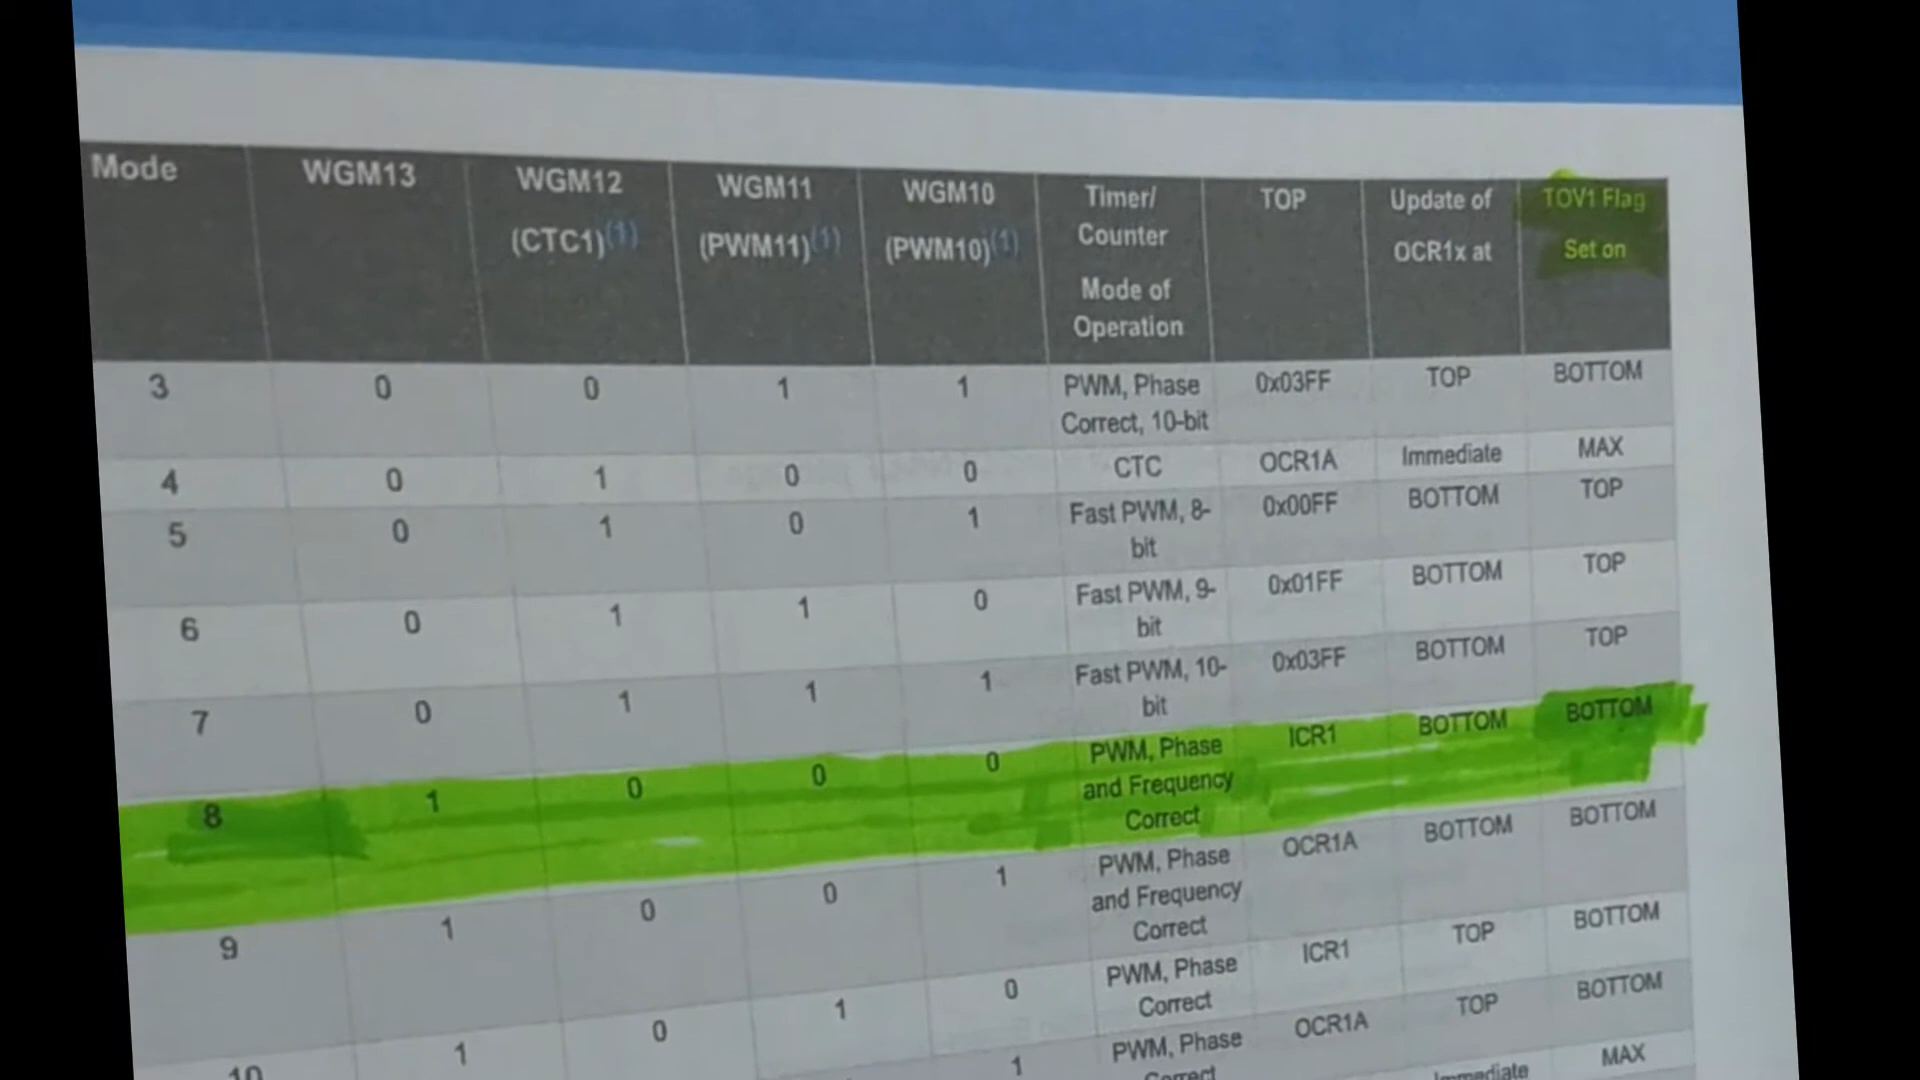 Mode WGM13 WGM12 (CTC1)(1) WGM11 (PWM11)(1) WGM10 (PWM10)(1) Timer/ Counter Mode of Operation TOP Update of OCR1x at TOV1 Flag Set on
3 0 0 1 1 PWM, Phase Correct, 10-bit 0x03FF TOP BOTTOM
4 0 1 0 0 CTC OCR1A Immediate MAX
5 0 1 0 1 Fast PWM, 8-bit 0x00FF BOTTOM TOP
6 0 1 1 0 Fast PWM, 9-bit 0x01FF BOTTOM TOP
7 0 1 1 1 Fast PWM, 10-bit 0x03FF BOTTOM TOP
8 1 0 0 0 PWM, Phase and Frequency Correct ICR1 BOTTOM BOTTOM
9 1 0 0 1 PWM, Phase and Frequency Correct OCR1A BOTTOM BOTTOM
10 1 0 1 0 PWM, Phase Correct ICR1 TOP BOTTOM
1 PWM, Phase Correct OCR1A TOP BOTTOM
Immediate MAX